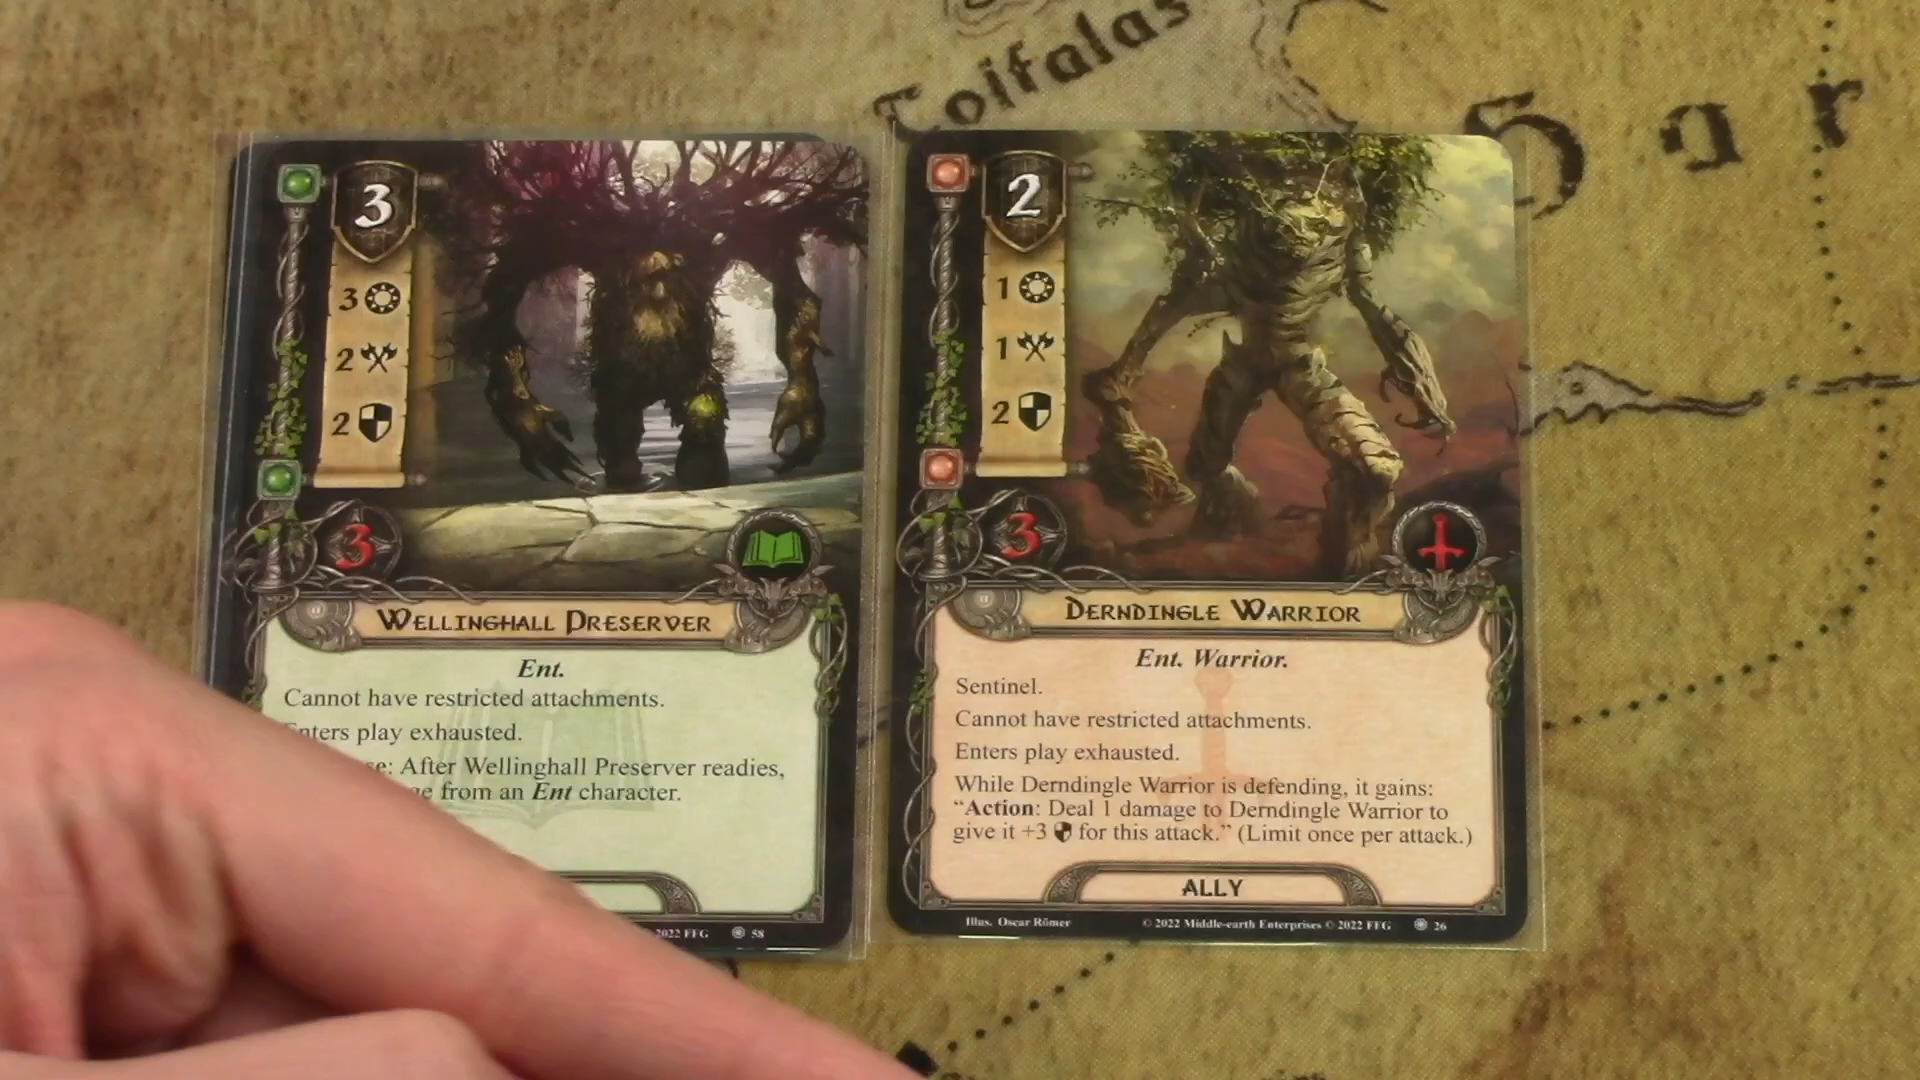 Toifalas
Har
3
3
2
2
3
WELLINGHALL PRESERVER
Ent.
Cannot have restricted attachments.
play exhausted.
After Wellinghall Preserver readies,
from an Ent character.
2022 FFG 58
2
1
1
2
3
DERNDINGLE WARRIOR
Ent. Warrior.
Sentinel.
Cannot have restricted attachments.
Enters play exhausted.
While Derndingle Warrior is defending, it gains:
“Action: Deal 1 damage to Derndingle Warrior to
give it +3 for this attack.” (Limit once per attack.)
ALLY
Illus. Oscar Römer © 2022 Middle-earth Enterprises © 2022 FFG 26